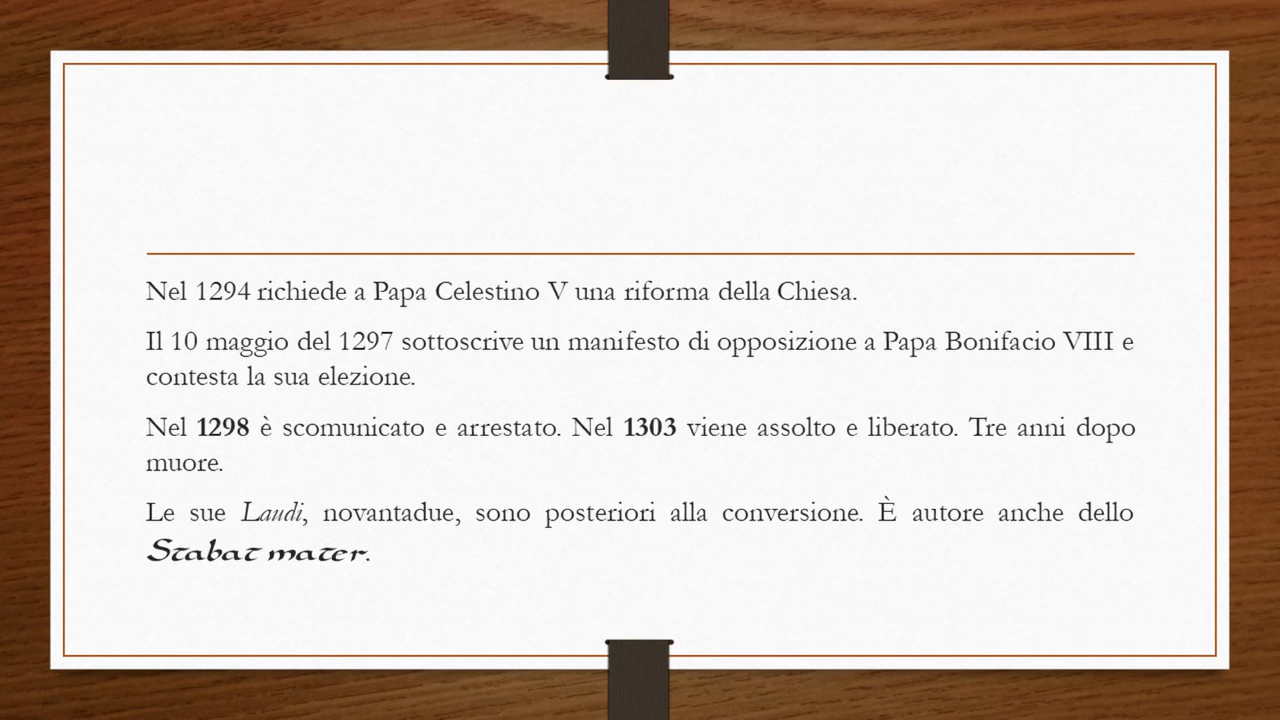 Nel 1294 richiede a Papa Celestino V una riforma della Chiesa.
Il 10 maggio del 1297 sottoscrive un manifesto di opposizione a Papa Bonifacio VIII e
contesta la sua elezione.
Nel 1298 è scomunicato e arrestato. Nel 1303 viene assolto e liberato. Tre anni dopo
muore.
Le sue Laudi, novantadue, sono posteriori alla conversione. È autore anche dello
Stabat mater.